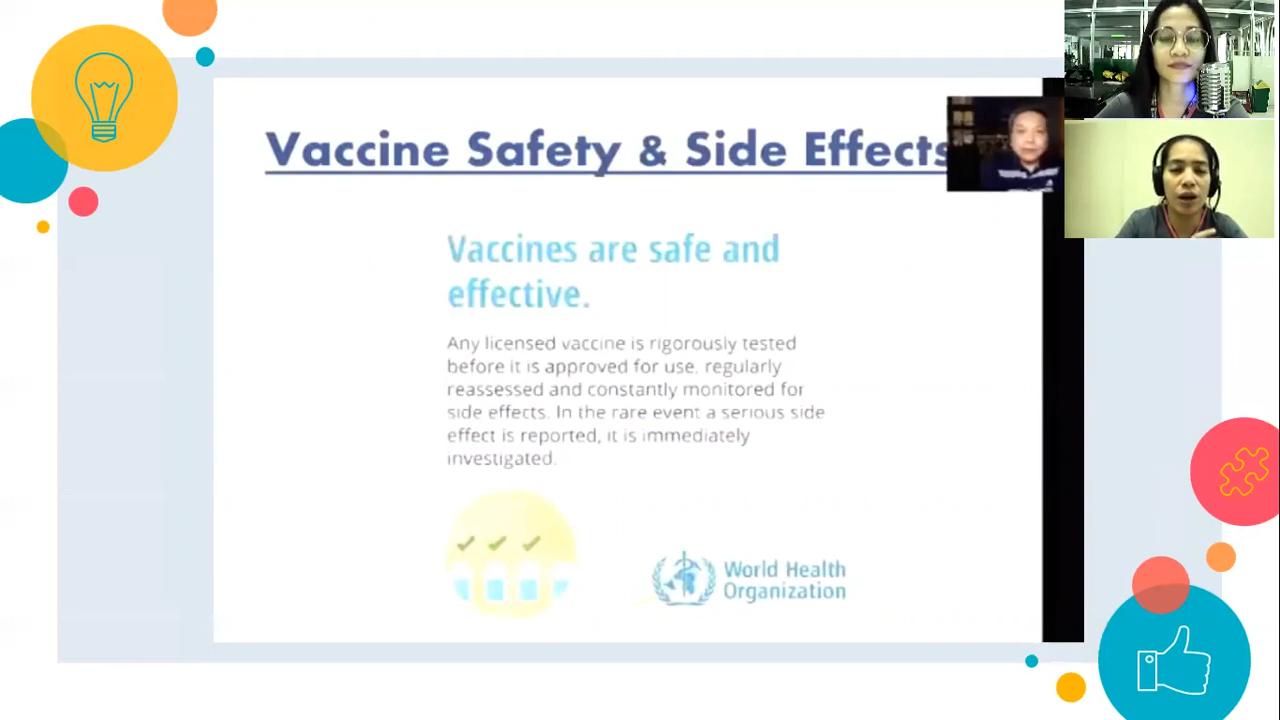 Vaccine Safety & Side Effects
Vaccines are safe and
effective.
Any licensed vaccine is rigorously tested
before it is approved for use, regularly
reassessed and constantly monitored for
side effects. In the rare event a serious side
effect is reported, it is immediately
investigated.
World Health
Organization